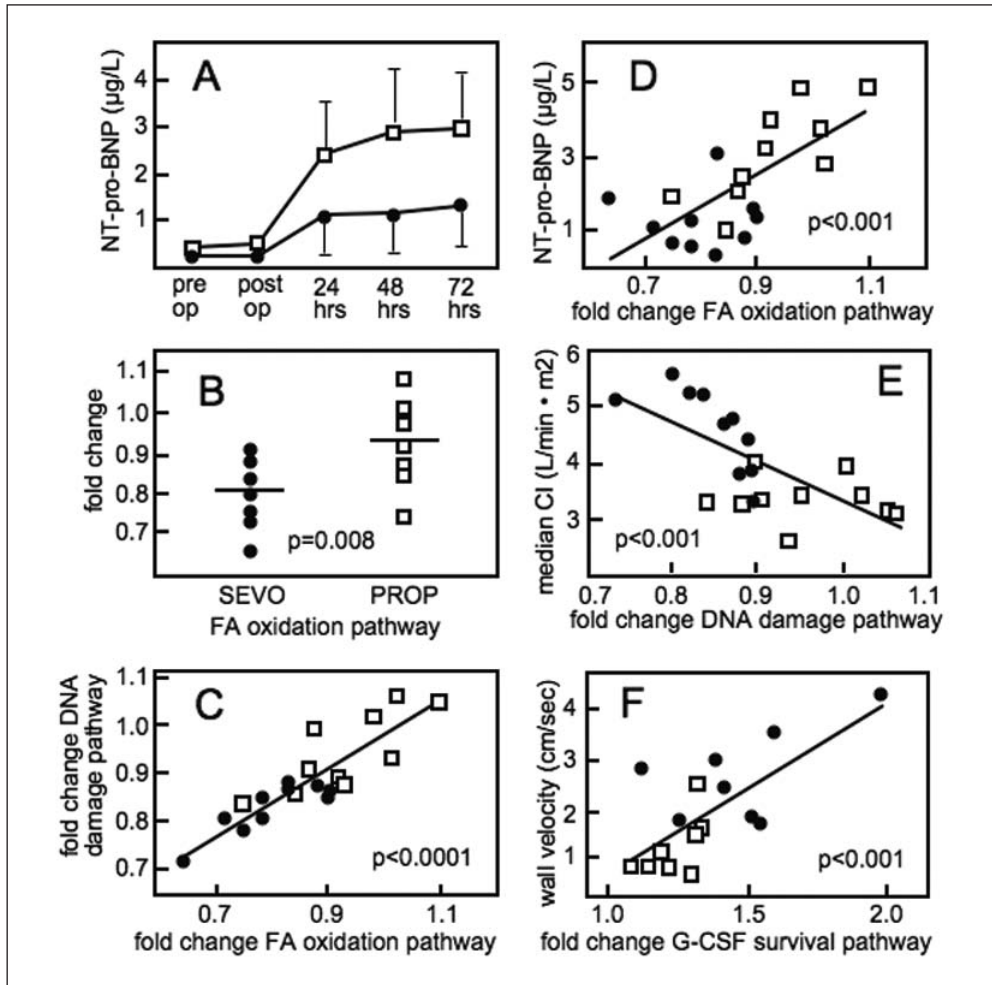 A
NT-pro-BNP (µg/L)
4
3
2
1
pre op
post op
24 hrs
48 hrs
72 hrs
B
fold change
1.1
1.0
0.9
0.8
0.7
p=0.008
SEVO
PROP
FA oxidation pathway
C
fold change DNA
damage pathway
1.1
1.0
0.9
0.8
0.7
p<0.0001
0.7
0.9
1.1
fold change FA oxidation pathway
D
NT-pro-BNP (µg/L)
5
3
1
p<0.001
0.7
0.9
1.1
fold change FA oxidation pathway
E
median CI (L/min • m2)
6
5
4
3
p<0.001
0.7
0.8
0.9
1.0
1.1
fold change DNA damage pathway
F
wall velocity (cm/sec)
4
3
2
1
p<0.001
1.0
1.5
2.0
fold change G-CSF survival pathway